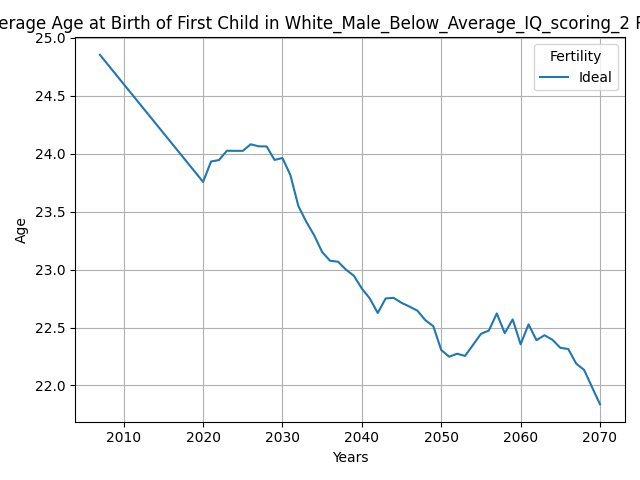 Average Age at Birth of First Child in White_Male_Below_Average_IQ_scoring_2
25.0
24.5
24.0
23.5
23.0
22.5
22.0
Age
Fertility
Ideal
2010 2020 2030 2040 2050 2060 2070
Years